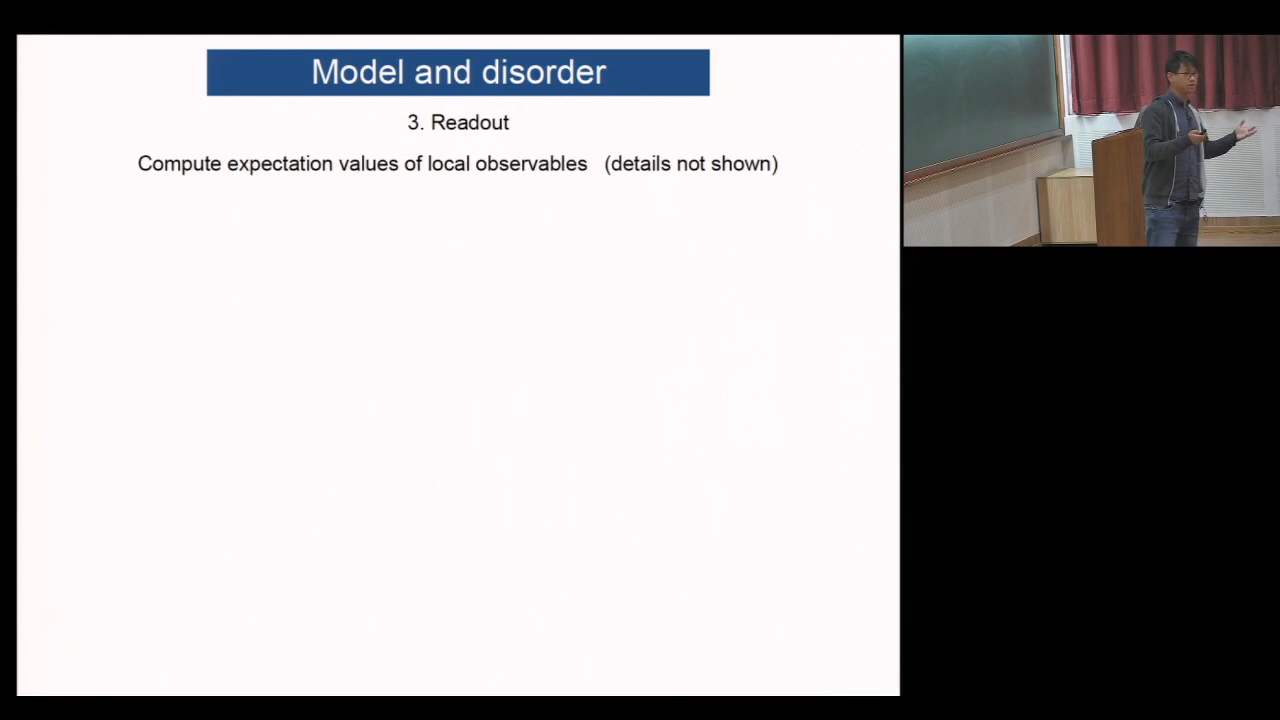 Model and disorder
3. Readout
Compute expectation values of local observables (details not shown)